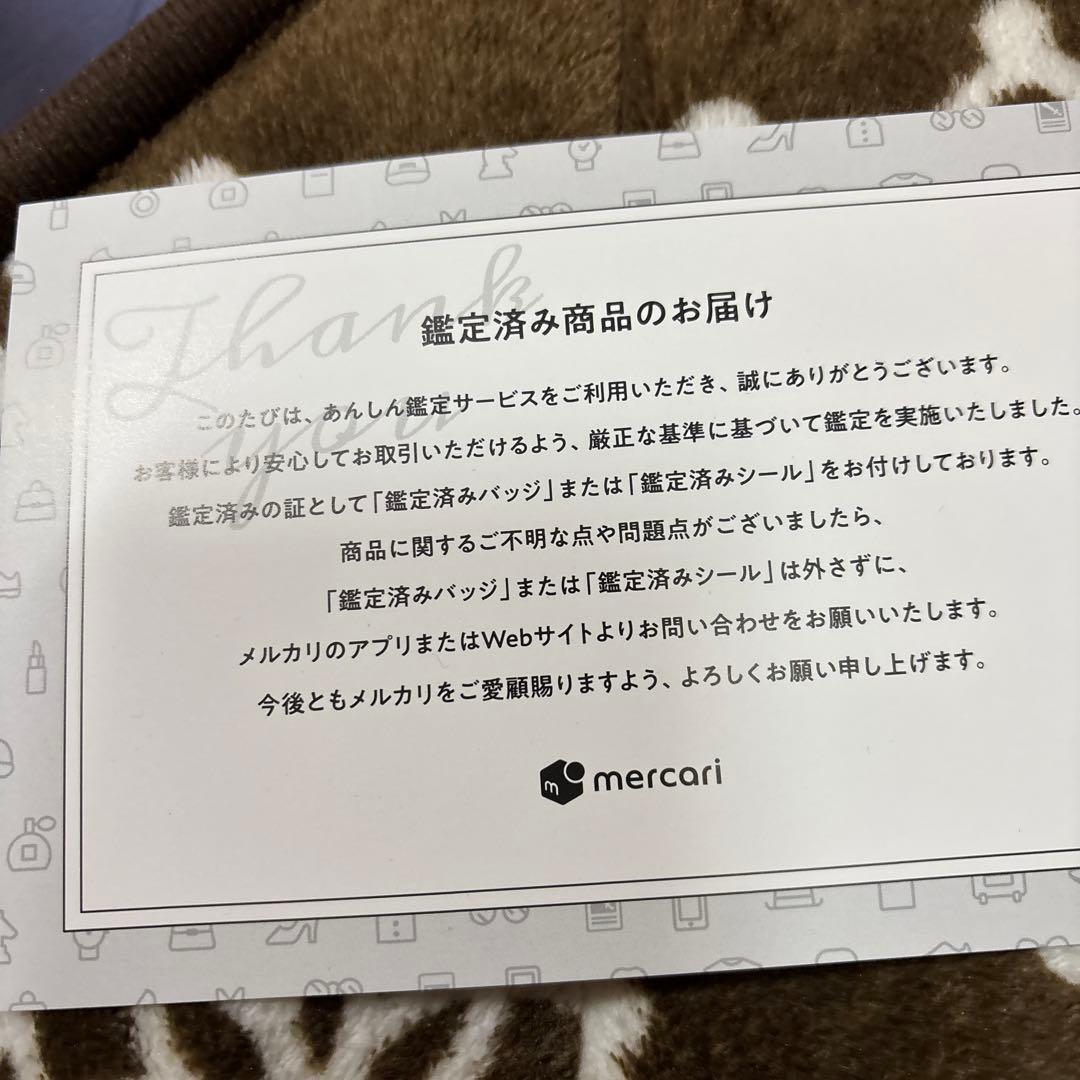 Thank you
鑑定済み商品のお届け
このたびは、あんしん鑑定サービスをご利用いただき、誠にありがとうございます。
お客様により安心してお取引いただけるよう、厳正な基準に基づいて鑑定を実施いたしました。
鑑定済みの証として「鑑定済みバッジ」または「鑑定済みシール」をお付けしております。
商品に関するご不明な点や問題点がございましたら、
「鑑定済みバッジ」または「鑑定済みシール」は外さずに、
メルカリのアプリまたはWebサイトよりお問い合わせをお願いいたします。
今後ともメルカリをご愛顧賜りますよう、よろしくお願い申し上げます。
m mercari